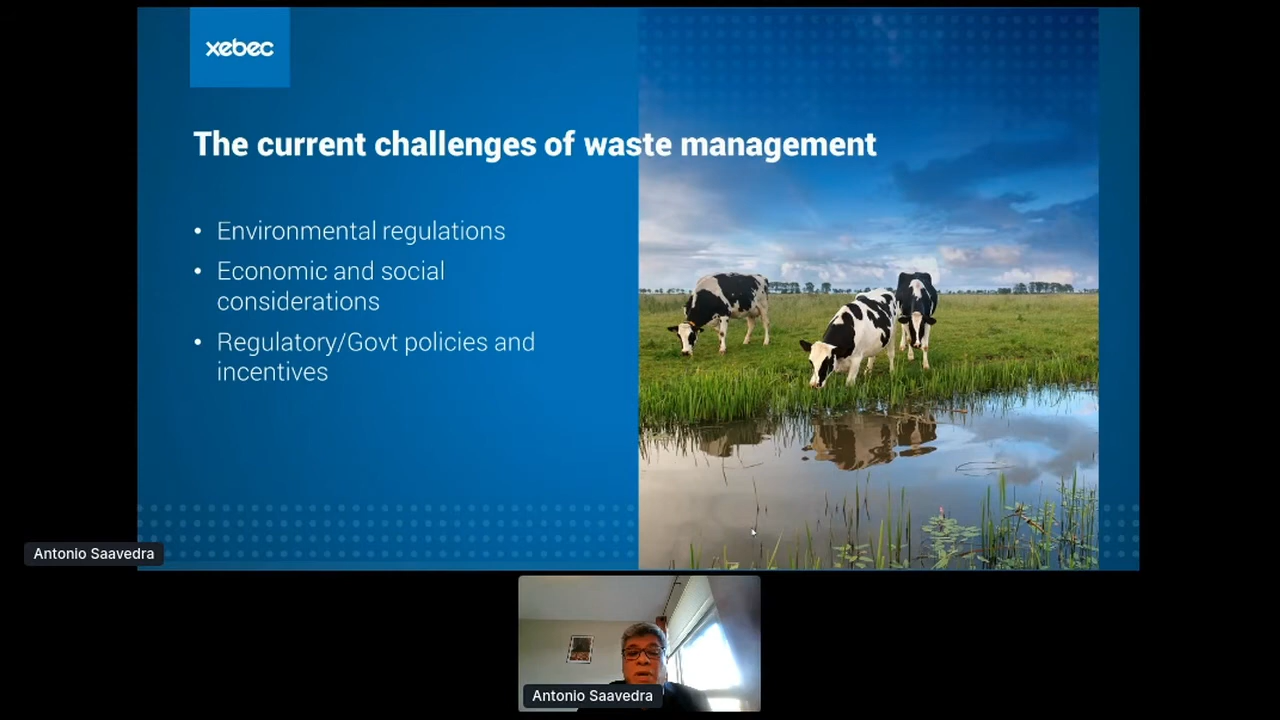 xebec
The current challenges of waste management
• Environmental regulations
• Economic and social
considerations
• Regulatory/Govt policies and
incentives
Antonio Saavedra
Antonio Saavedra